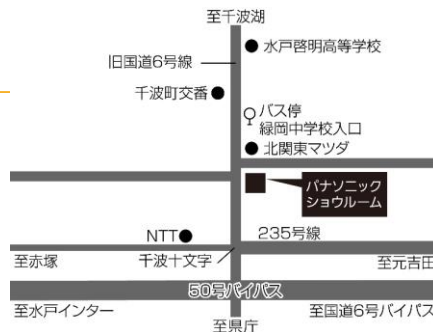 至千波湖
水戸啓明高等学校
旧国道6号線
千波町交番
バス停
緑岡中学校入口
北関東マツダ
パナソニック
ショウルーム
NTT
235号線
至赤塚
千波十文字
至元吉田
50号バイパス
至水戸インター
至国道6号バイパス
至県庁